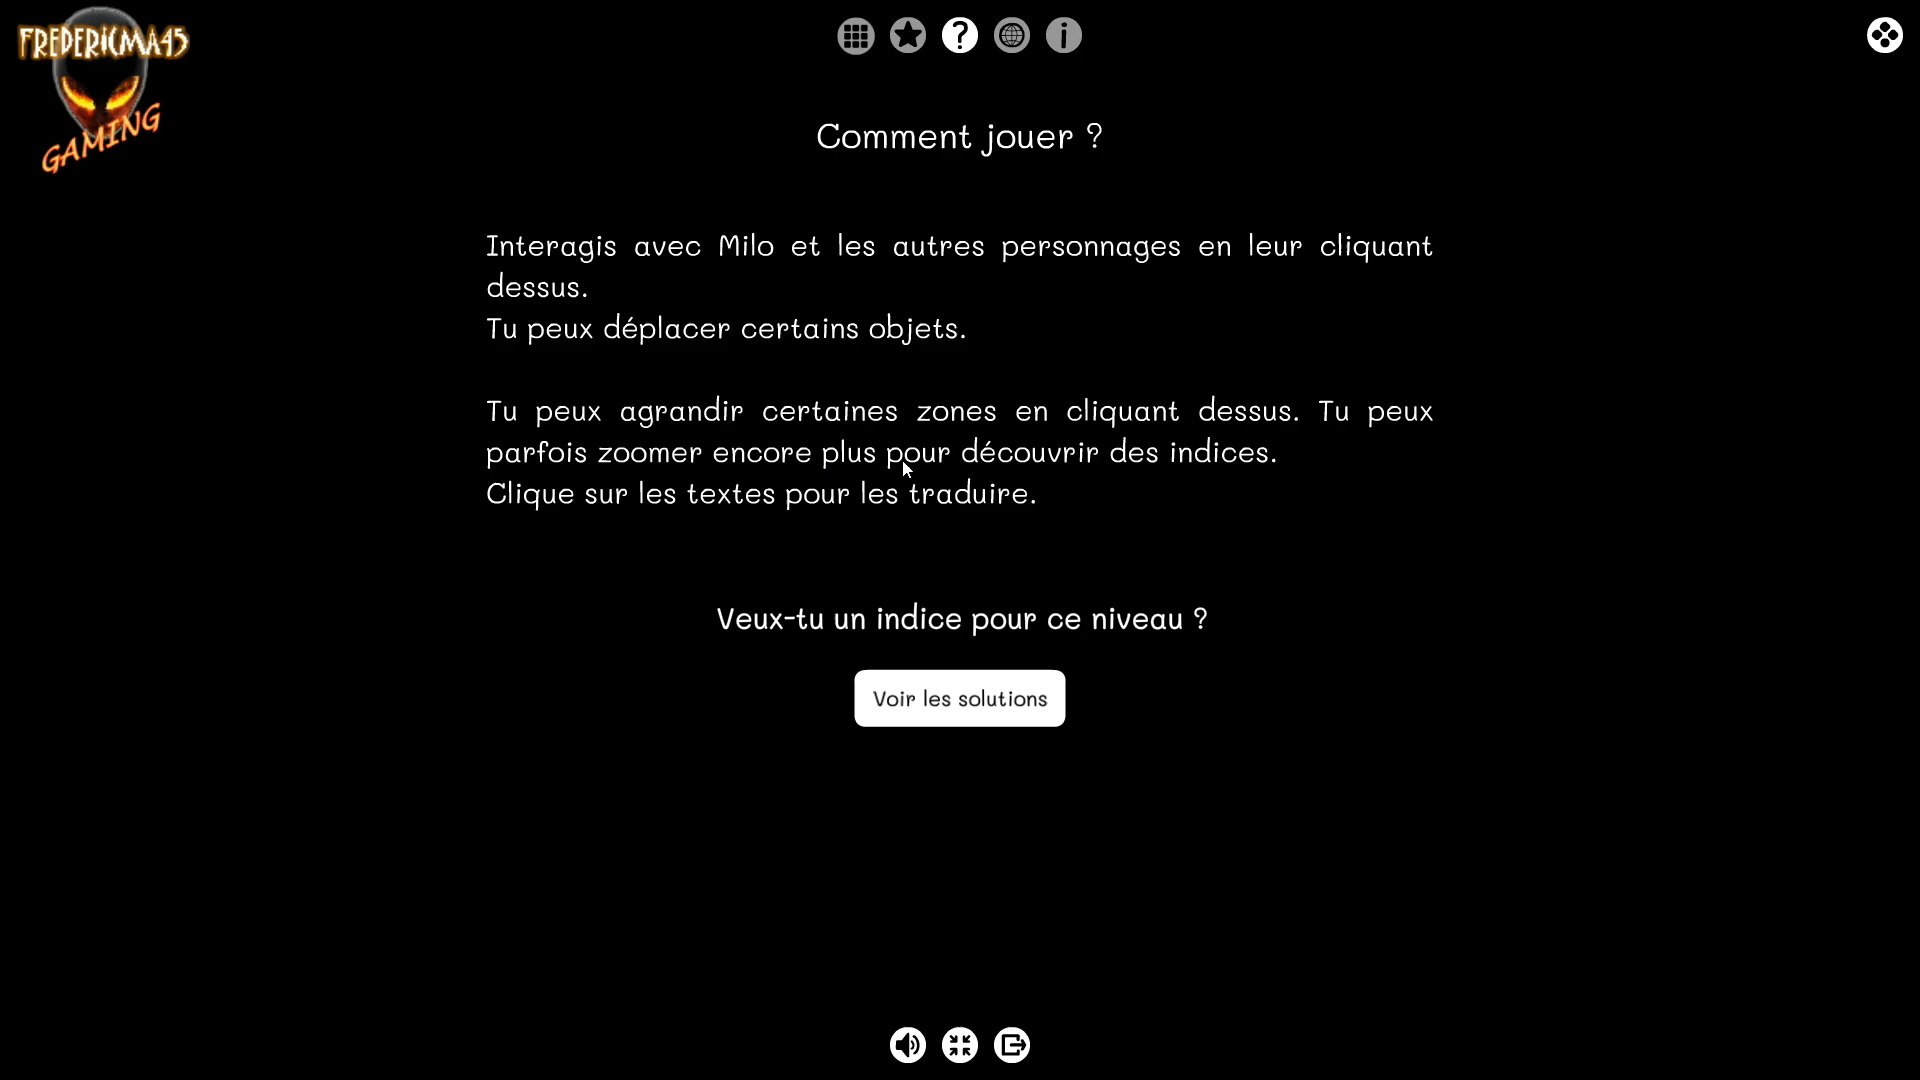 FREDERICMA45
GAMING
Comment jouer ?
Interagis avec Milo et les autres personnages en leur cliquant
dessus.
Tu peux déplacer certains objets.
Tu peux agrandir certaines zones en cliquant dessus. Tu peux
parfois zoomer encore plus pour découvrir des indices.
Clique sur les textes pour les traduire.
Veux-tu un indice pour ce niveau ?
Voir les solutions